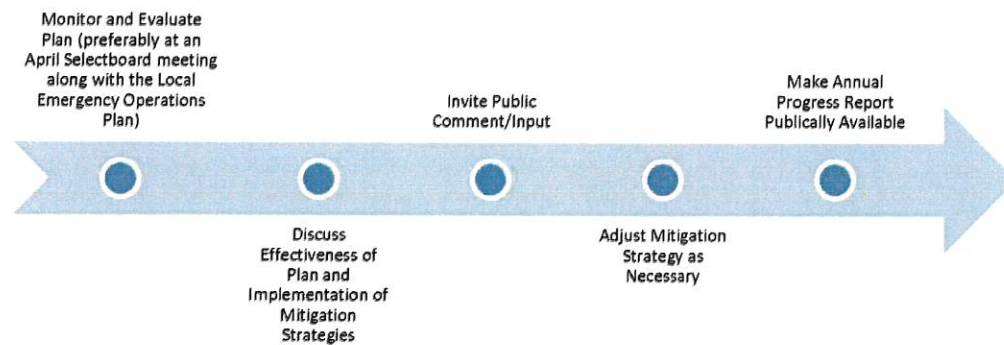 Monitor and Evaluate
Plan (preferably at an
April Selectboard meeting
along with the Local
Emergency Operations
Plan)
Discuss
Effectiveness of
Plan and
Implementation of
Mitigation
Strategies
Invite Public
Comment/Input
Adjust Mitigation
Strategy as
Necessary
Make Annual
Progress Report
Publically Available